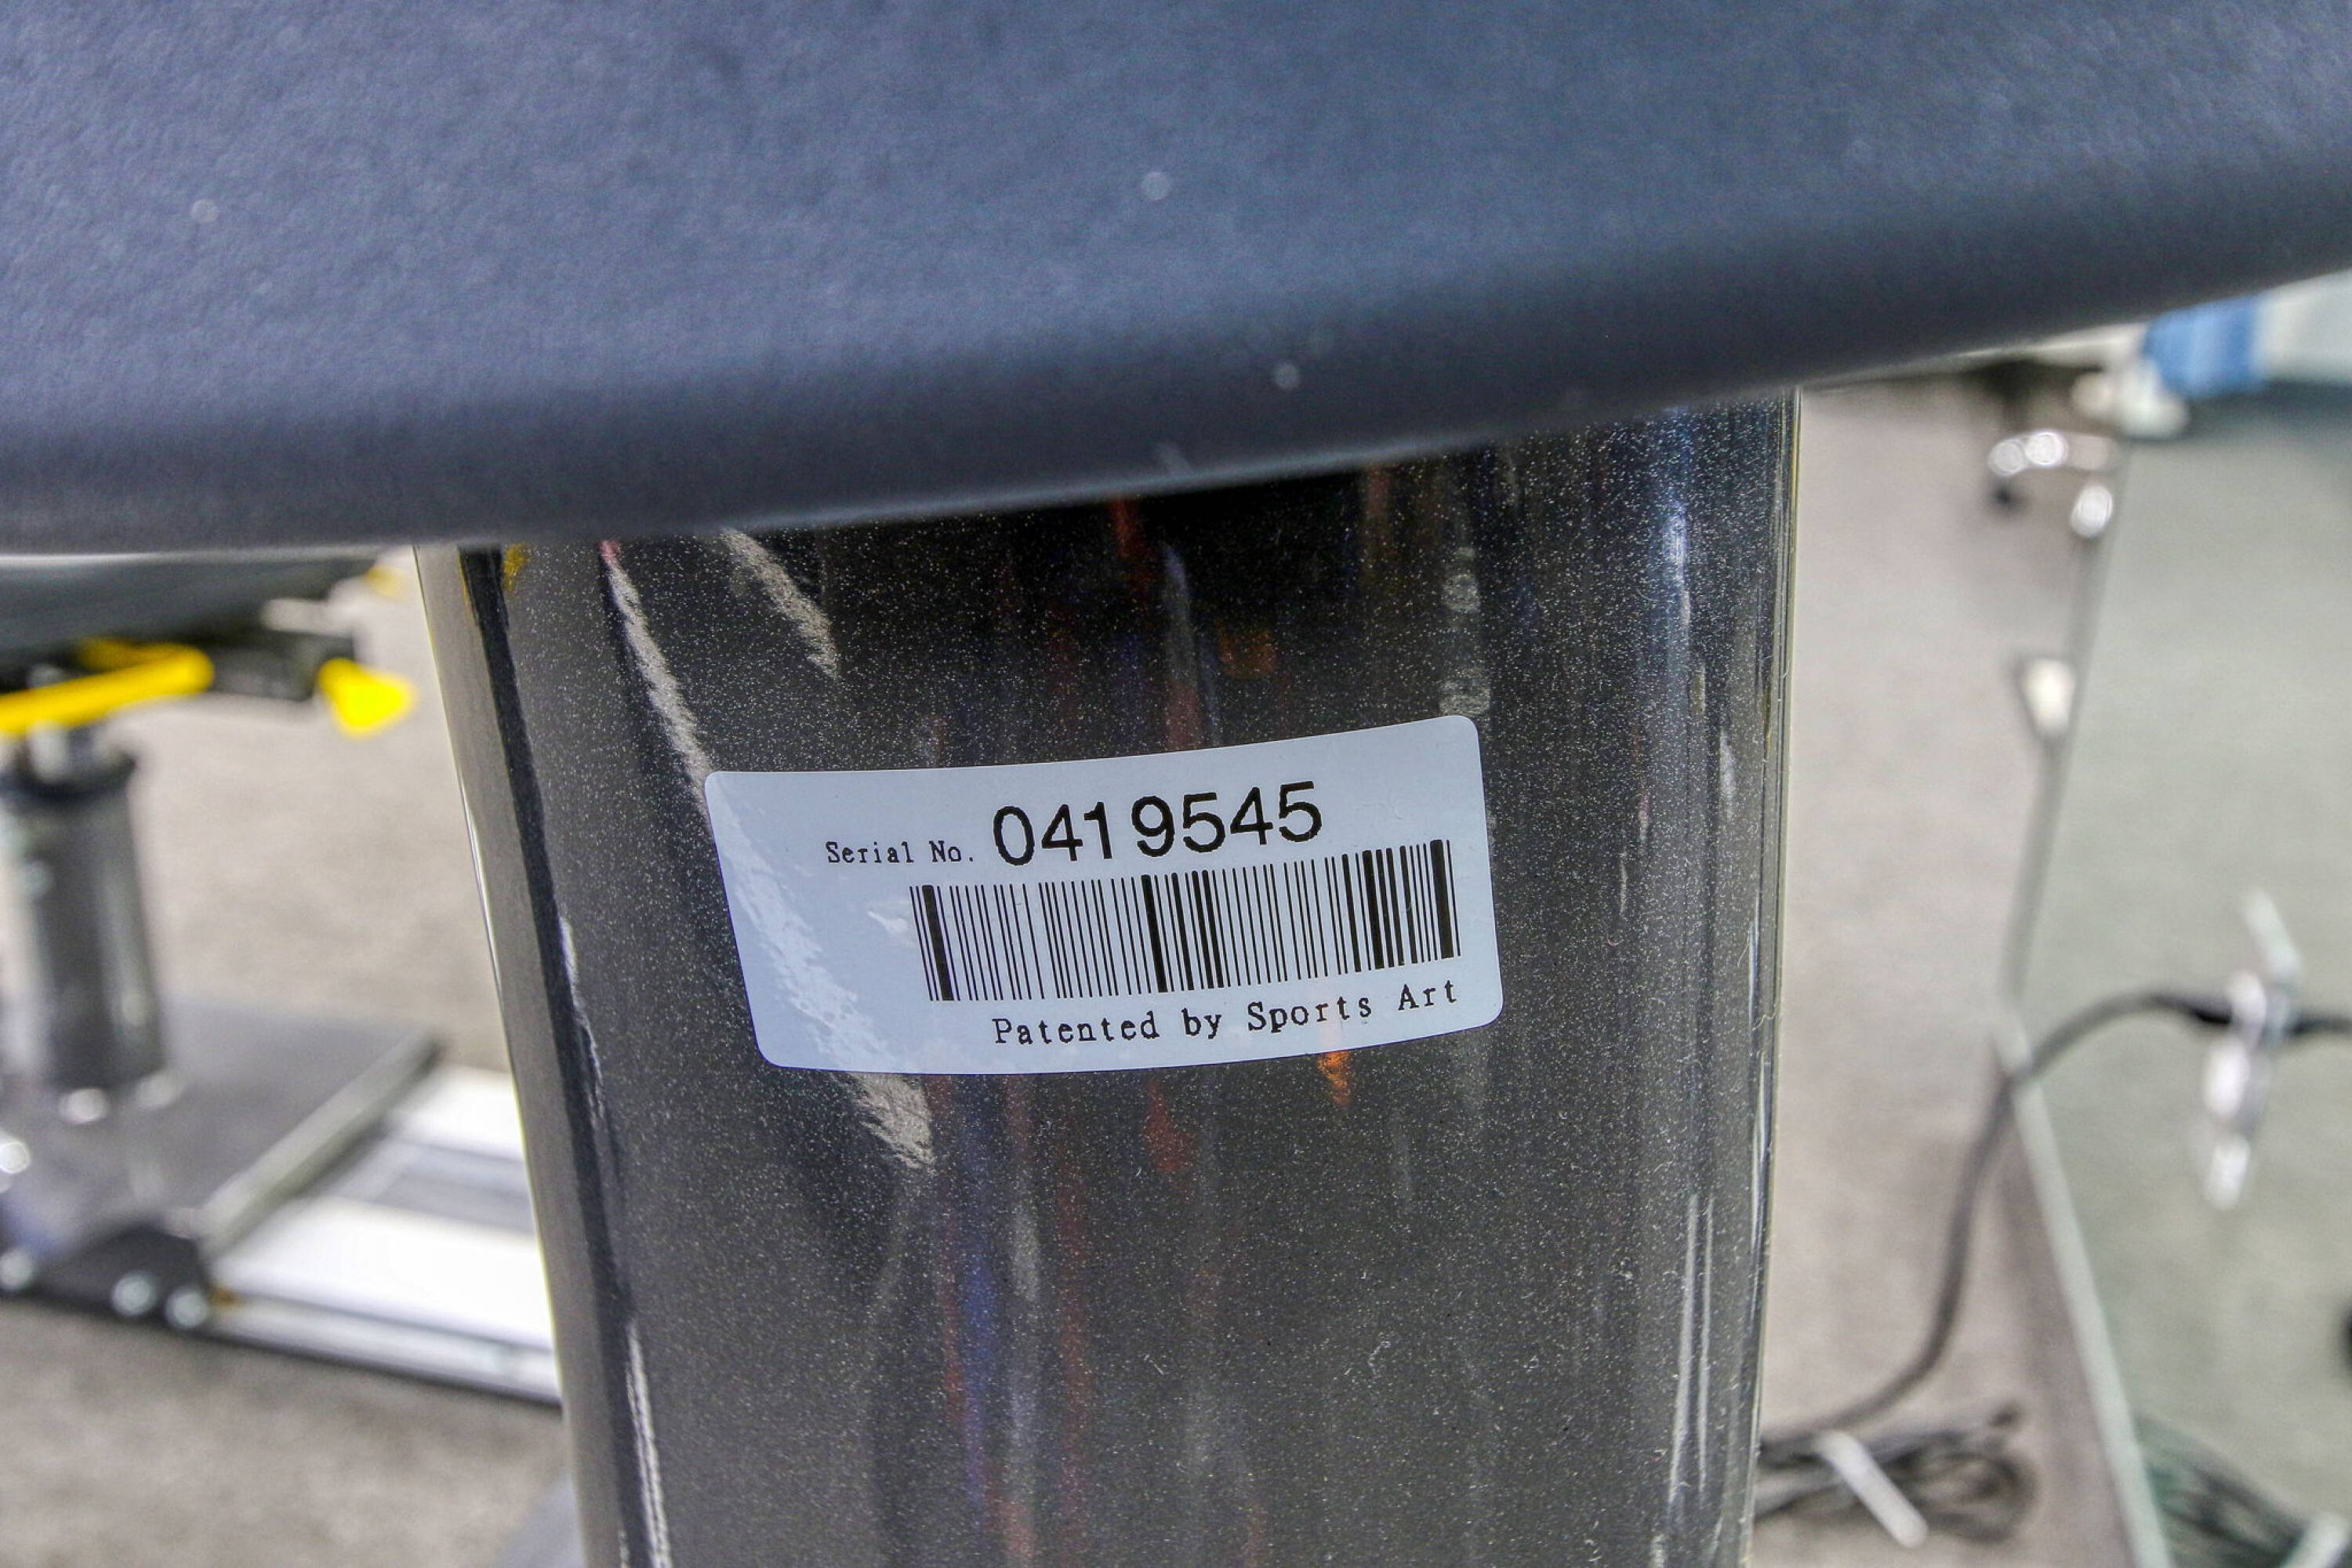 Serial No. 0419545
Patented by Sports Art